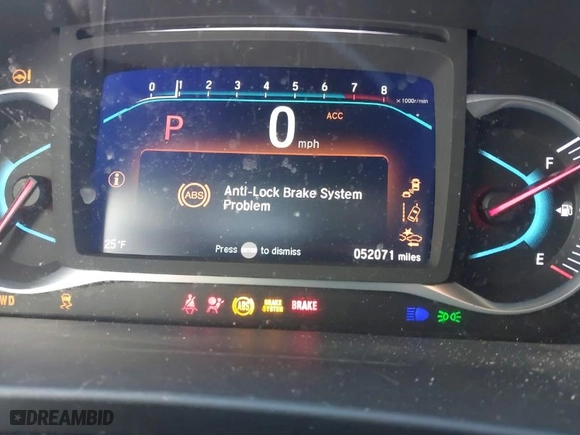 0 1 2 3 4 5 6 7 8 ×1000r/min
P 0 mph ACC
F
ABS Anti-Lock Brake System
Problem
E
25°F Press ENTER to dismiss 052071 miles
WD ABS BRAKE
SYSTEM BRAKE
DREAMBID